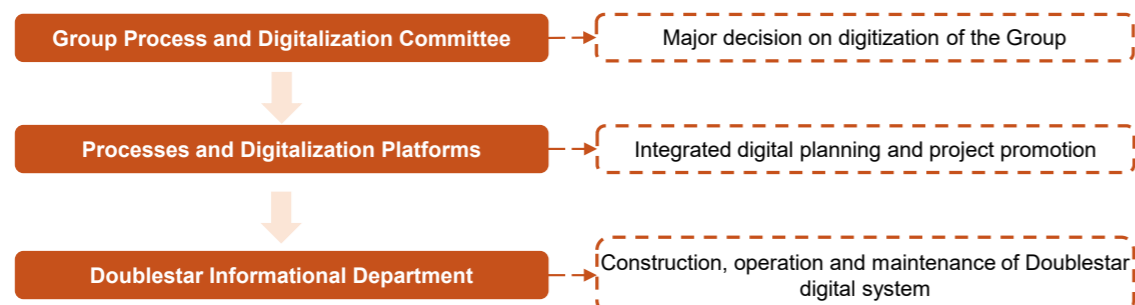 Group Process and Digitalization Committee
Major decision on digitization of the Group
Processes and Digitalization Platforms
Integrated digital planning and project promotion
Doublestar Informational Department
Construction, operation and maintenance of Doublestar
digital system